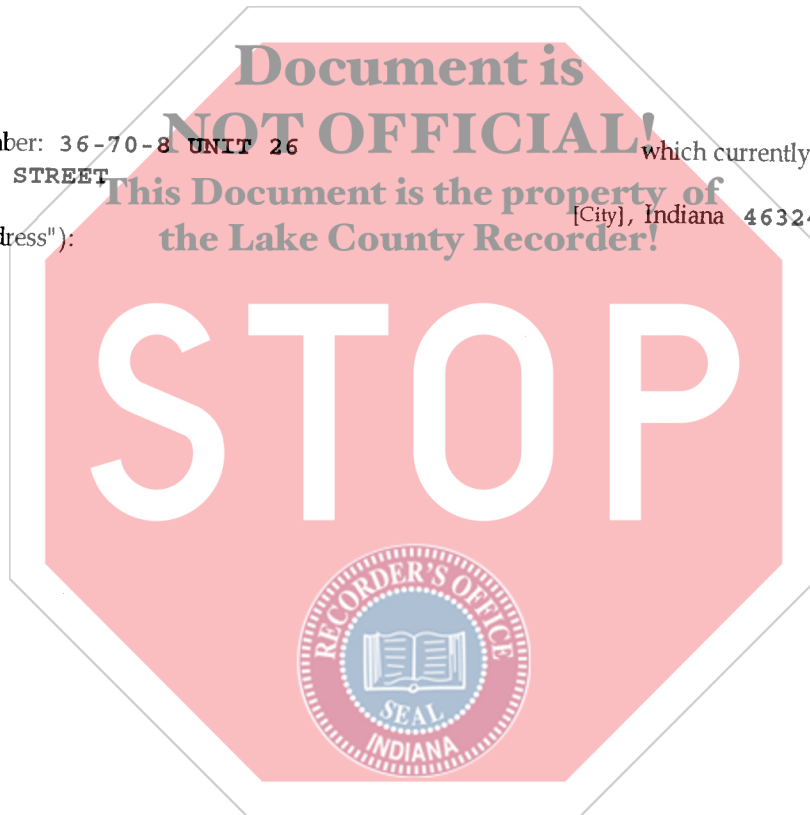 Document is
NOT OFFICIAL!
ber: 36-70-8 UNIT 26 which currently
STREET
This Document is the property of
[City], Indiana 4632
dress"):
the Lake County Recorder!
STOP
RECORDER'S OFFICE
SEAL
INDIANA